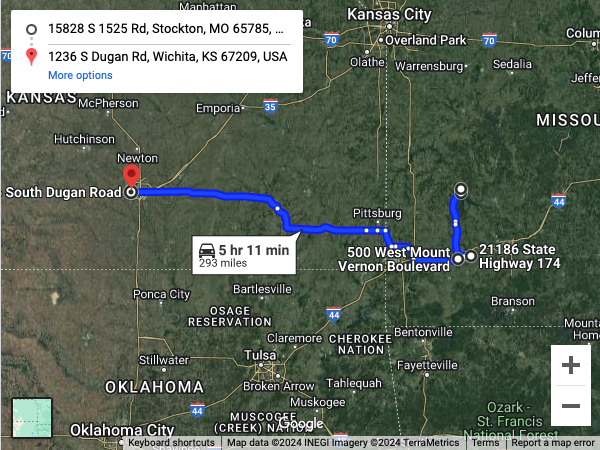 15828 S 1525 Rd, Stockton, MO 65785, ...
1236 S Dugan Rd, Wichita, KS 67209, USA
More options
Manhattan
Kansas City
70
Overland Park
70
Colum
Olathe
Warrensburg
Sedalia
Jeffer
KANSAS
McPherson
Emporia
35
MISSOU
Hutchinson
Newton
South Dugan Road
44
Pittsburg
5 hr 11 min
293 miles
500 West Mount
Vernon Boulevard
21186 State
Highway 174
Ponca City
Bartlesville
Branson
OSAGE
RESERVATION
44
Mountain
Home
Claremore
CHEROKEE
NATION
Bentonville
Stillwater
Tulsa
Fayetteville
OKLAHOMA
Broken Arrow
Tahlequah
44
Muskogee
Ozark -
St. Francis
National Forest
MUSCOGEE
(CREEK) NATION
Google
Oklahoma City
Keyboard shortcuts
Map data ©2024 INEGI Imagery ©2024 TerraMetrics
Terms
Report a map error